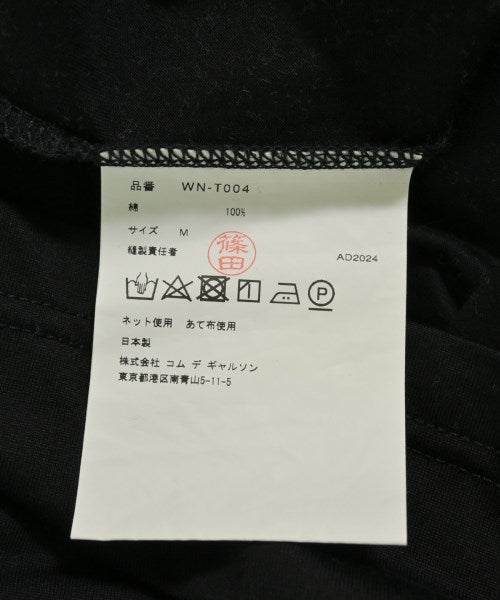 品番 WN-T004
綿 100%
サイズ M
縫製責任者 篠田
AD2024
P
ネット使用 あて布使用
日本製
株式会社 コム デ ギャルソン
東京都港区南青山5-11-5